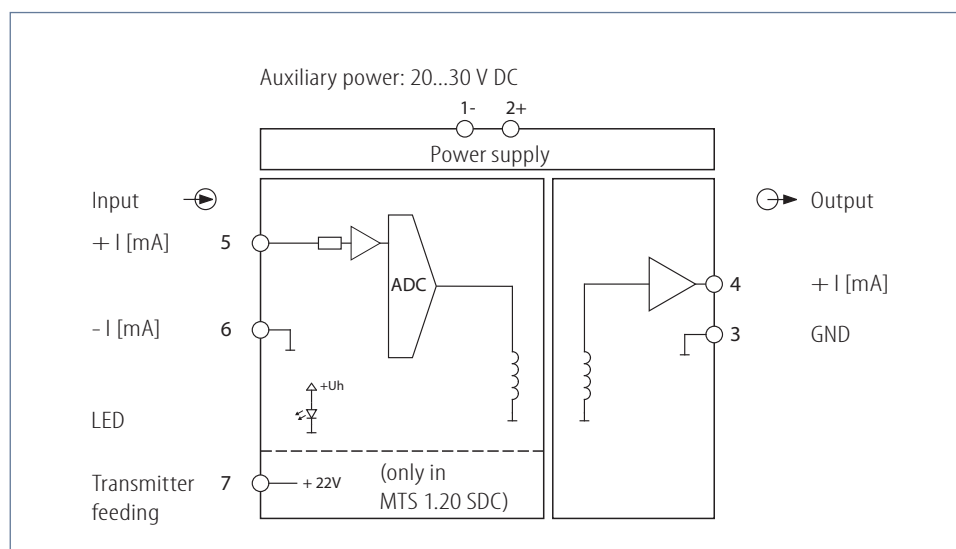 Auxiliary power: 20...30 V DC
1- 2+
Power supply
Input
Output
+ I [mA] 5
ADC
4 + I [mA]
- I [mA] 6
3 GND
+Uh
LED
Transmitter feeding 7
+ 22V
(only in
MTS 1.20 SDC)